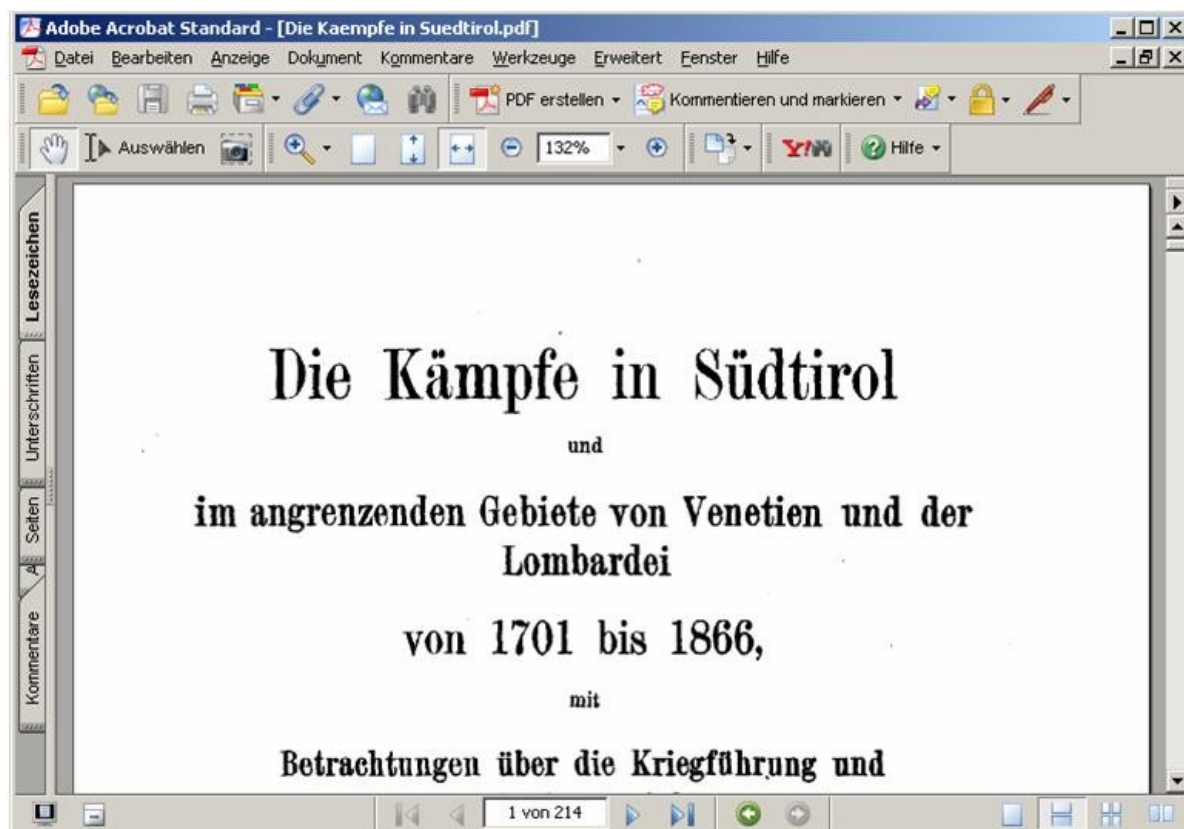 Adobe Acrobat Standard - [Die Kaempfe in Suedtirol.pdf]
Datei Bearbeiten Anzeige Dokument Kommentare Werkzeuge Erweitert Fenster Hilfe
PDF erstellen Kommentieren und markieren
Auswählen 132% Y! Hilfe
Lesezeichen
Unterschriften
Seiten
A
Kommentare
Die Kämpfe in Südtirol
und
im angrenzenden Gebiete von Venetien und der
Lombardei
von 1701 bis 1866,
mit
Betrachtungen über die Kriegführung und
1 von 214